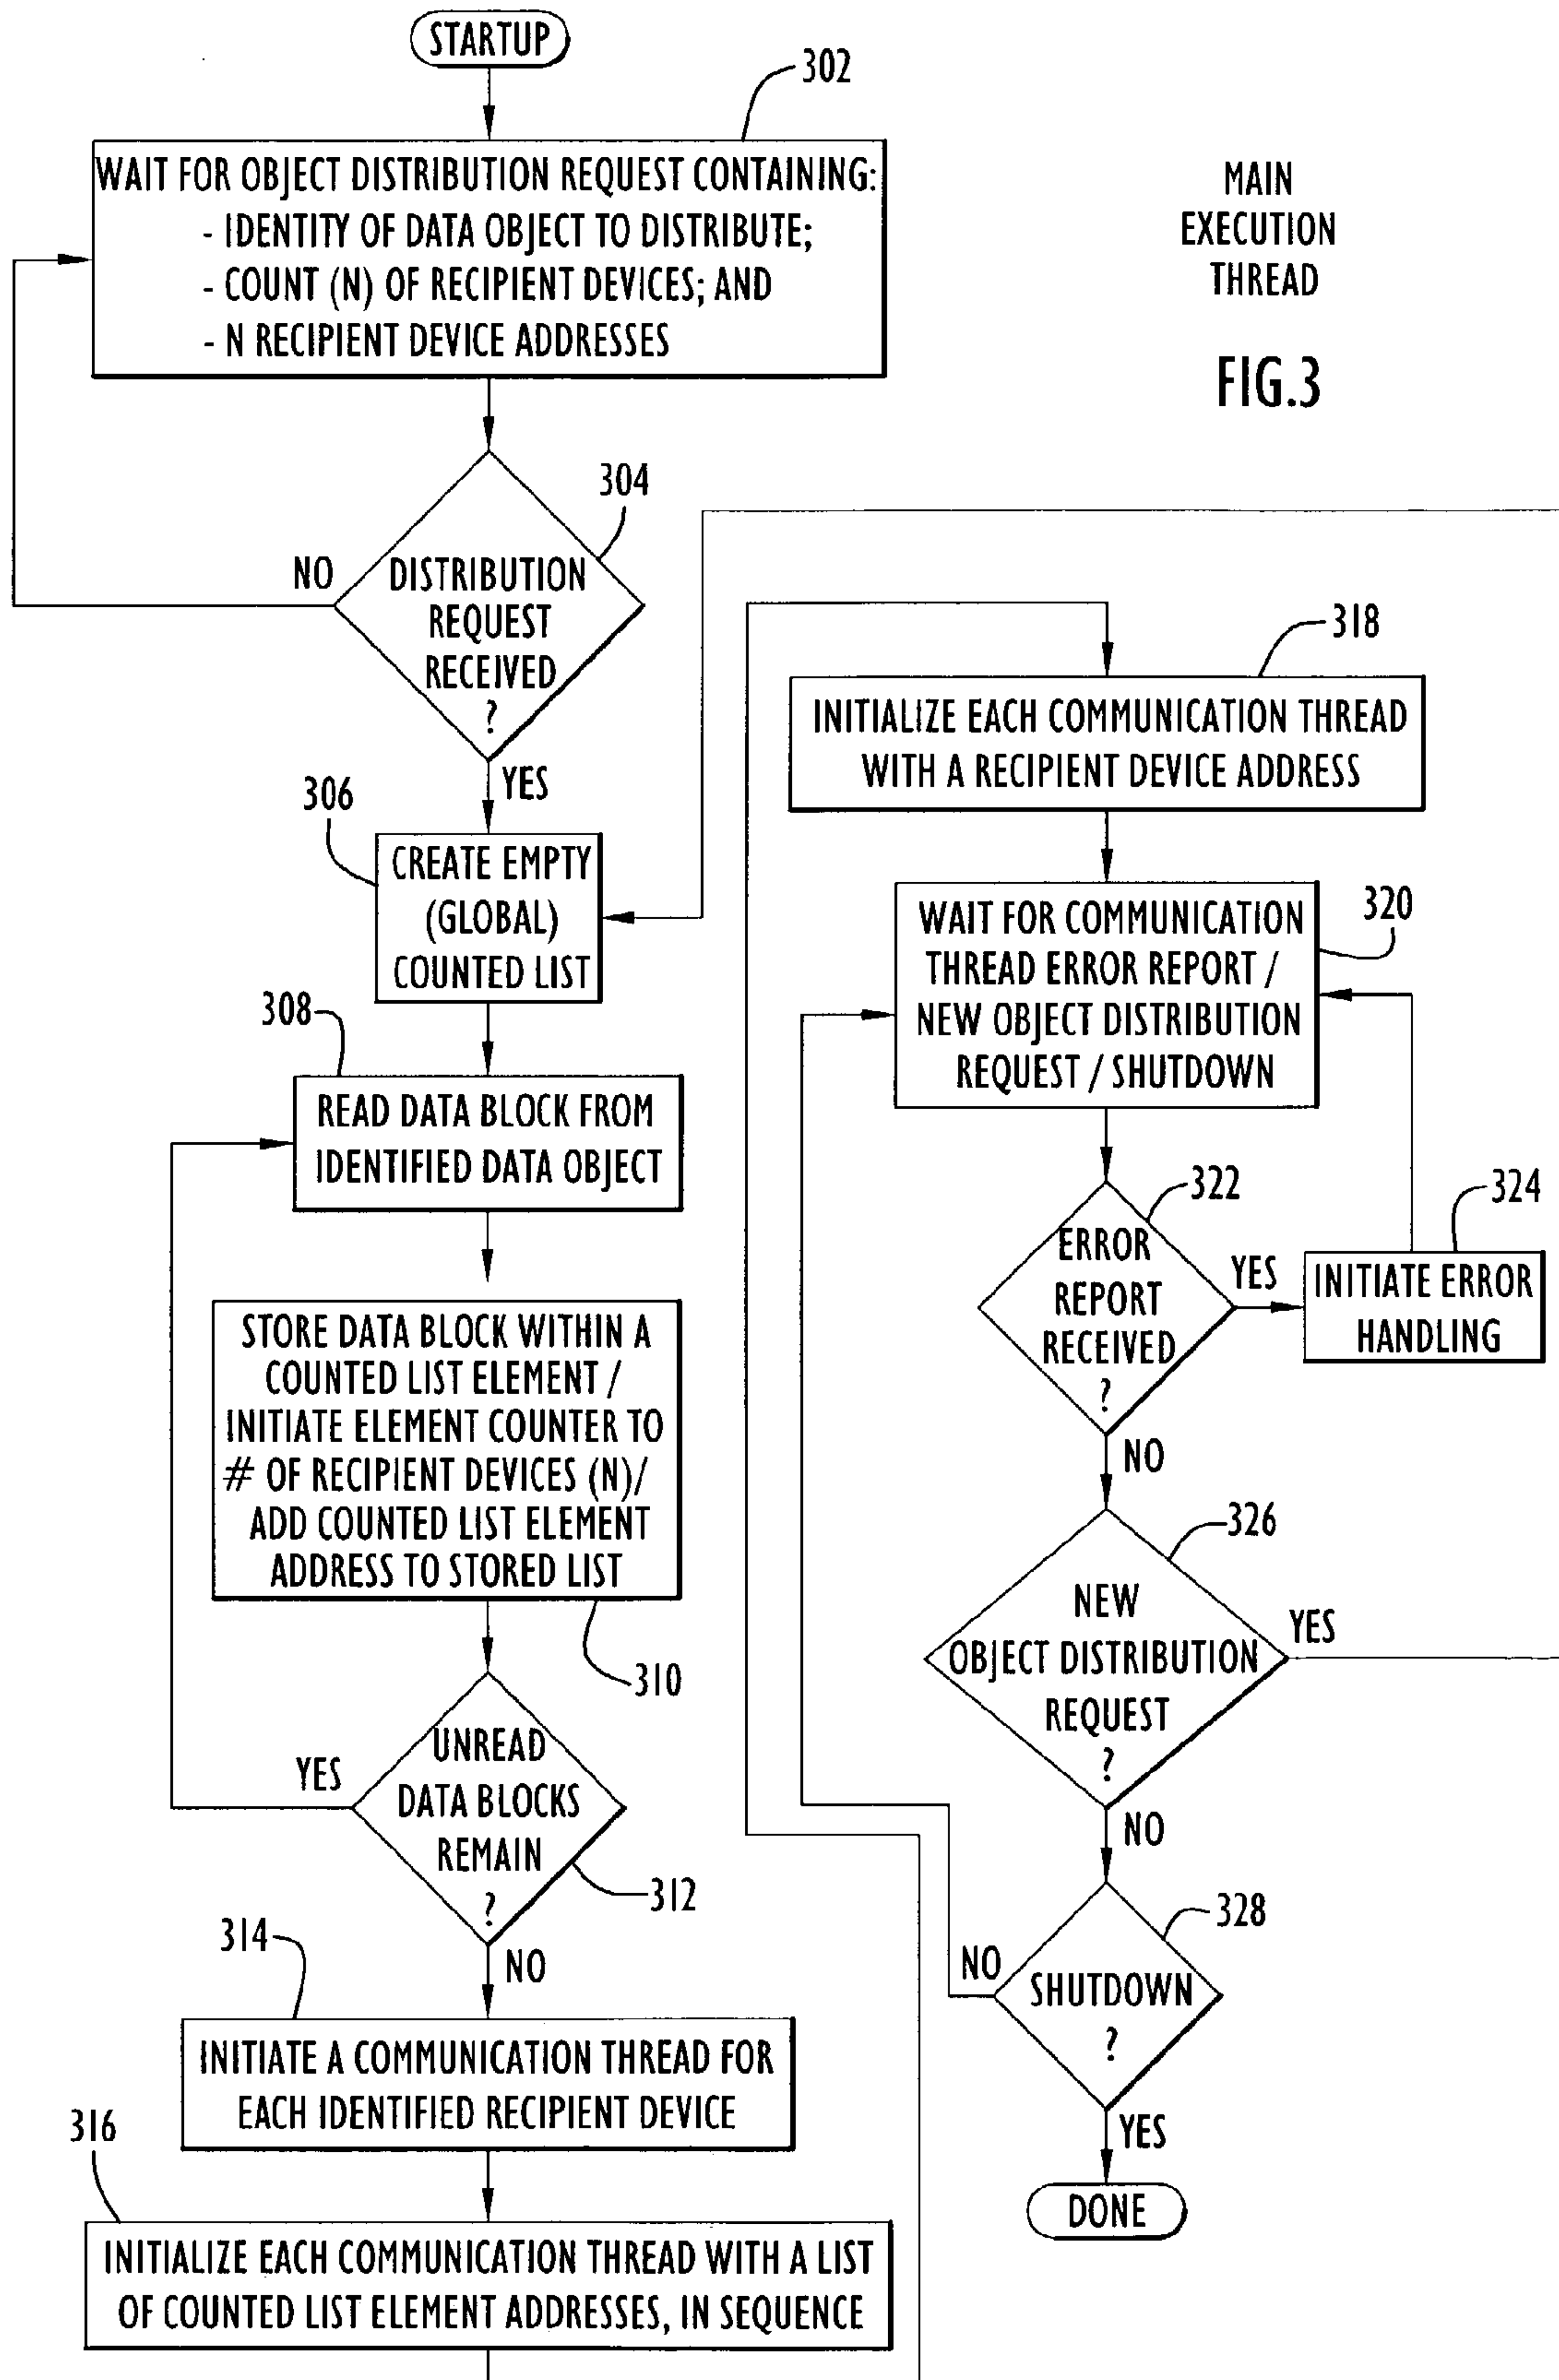 STARTUP
302
WAIT FOR OBJECT DISTRIBUTION REQUEST CONTAINING:
- IDENTITY OF DATA OBJECT TO DISTRIBUTE;
- COUNT (N) OF RECIPIENT DEVICES; AND
- N RECIPIENT DEVICE ADDRESSES
MAIN
EXECUTION
THREAD
FIG.3
304
NO
DISTRIBUTION
REQUEST
RECEIVED
?
YES
306
CREATE EMPTY
(GLOBAL)
COUNTED LIST
308
READ DATA BLOCK FROM
IDENTIFIED DATA OBJECT
STORE DATA BLOCK WITHIN A
COUNTED LIST ELEMENT /
INITIATE ELEMENT COUNTER TO
# OF RECIPIENT DEVICES (N)/
ADD COUNTED LIST ELEMENT
ADDRESS TO STORED LIST
310
UNREAD
DATA BLOCKS
REMAIN
?
YES
312
NO
314
INITIATE A COMMUNICATION THREAD FOR
EACH IDENTIFIED RECIPIENT DEVICE
316
INITIALIZE EACH COMMUNICATION THREAD WITH A LIST
OF COUNTED LIST ELEMENT ADDRESSES, IN SEQUENCE
318
INITIALIZE EACH COMMUNICATION THREAD
WITH A RECIPIENT DEVICE ADDRESS
320
WAIT FOR COMMUNICATION
THREAD ERROR REPORT /
NEW OBJECT DISTRIBUTION
REQUEST / SHUTDOWN
322
ERROR
REPORT
RECEIVED
?
YES
324
INITIATE ERROR
HANDLING
NO
326
NEW
OBJECT DISTRIBUTION
REQUEST
?
YES
NO
328
SHUTDOWN
?
NO
YES
DONE